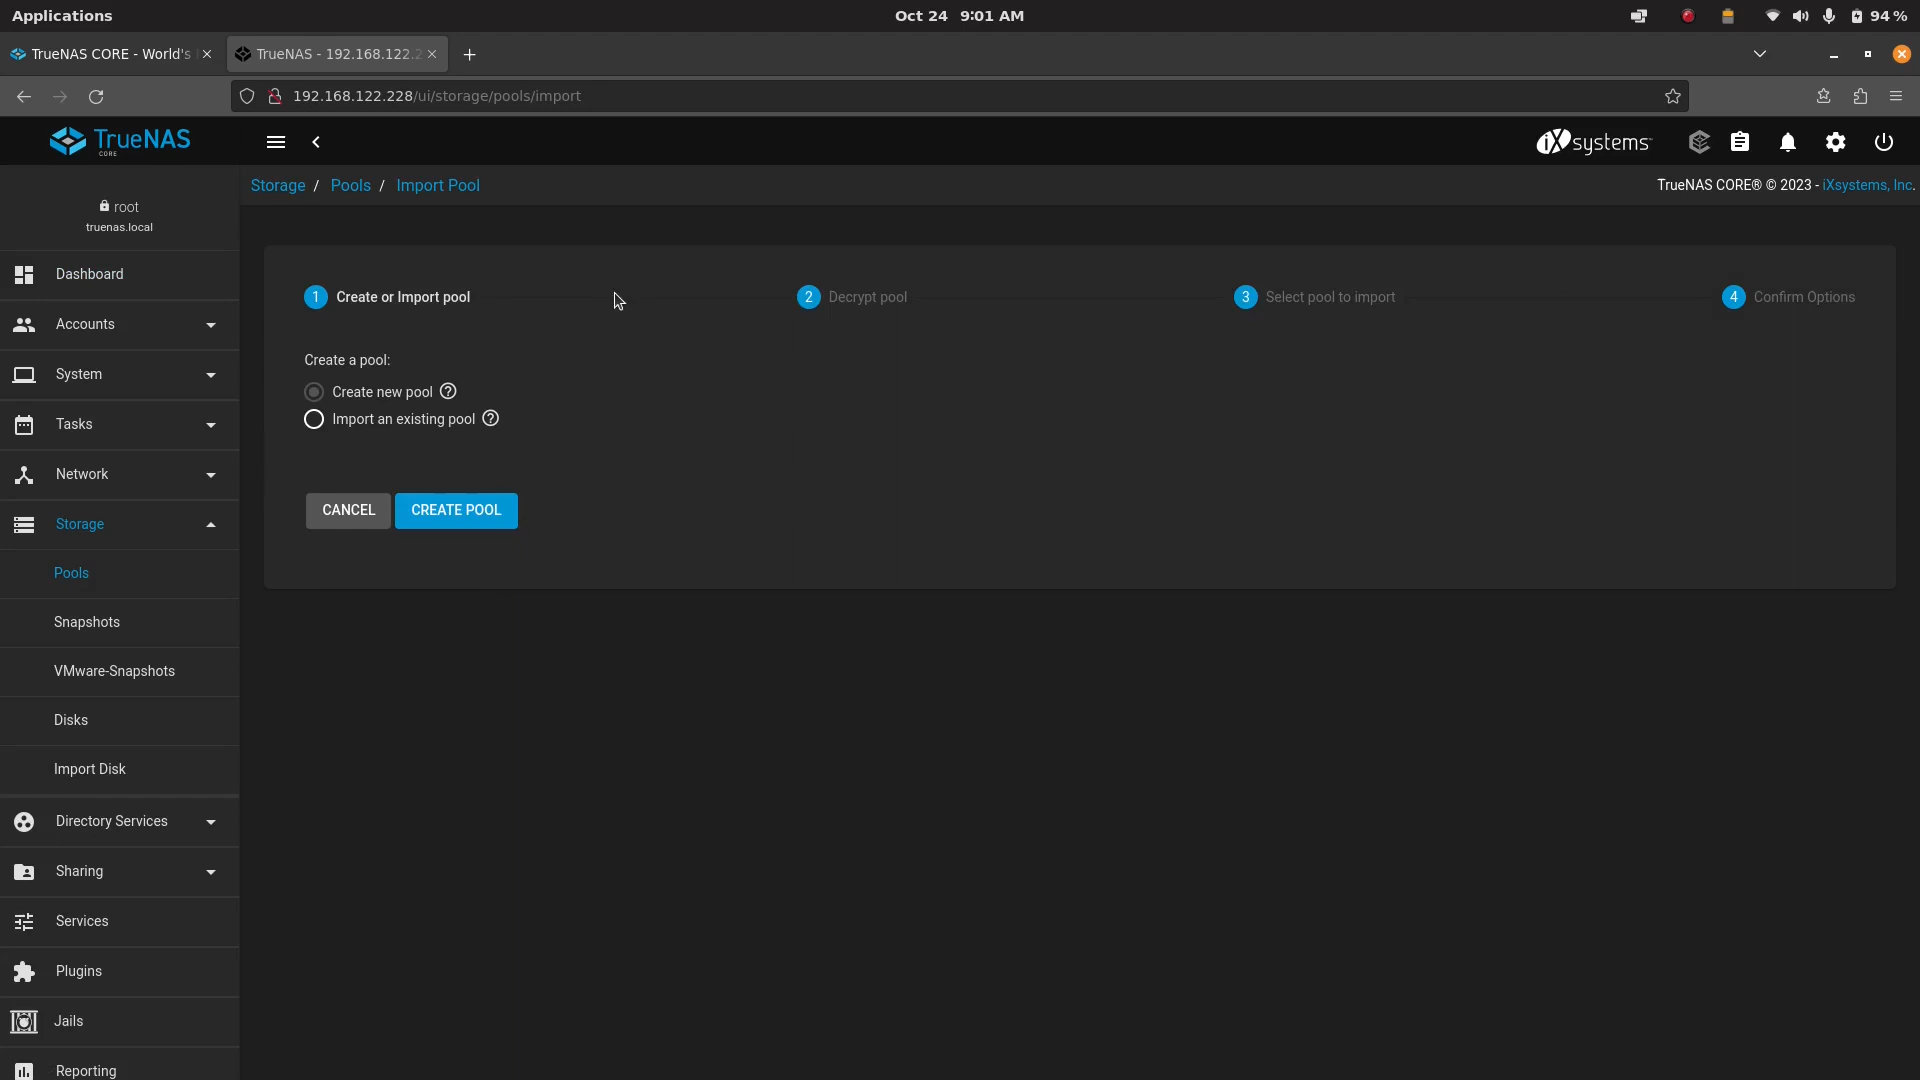 Applications
Oct 24 9:01 AM
94 %
TrueNAS CORE - World's
TrueNAS - 192.168.122.2
192.168.122.228/ui/storage/pools/import
TrueNAS
CORE
iXsystems
Storage / Pools / Import Pool
TrueNAS CORE® © 2023 - iXsystems, Inc.
root
truenas.local
Dashboard
Accounts
System
Tasks
Network
Storage
Pools
Snapshots
VMware-Snapshots
Disks
Import Disk
Directory Services
Sharing
Services
Plugins
Jails
Reporting
1 Create or Import pool
2 Decrypt pool
3 Select pool to import
4 Confirm Options
Create a pool:
Create new pool ?
Import an existing pool ?
CANCEL CREATE POOL